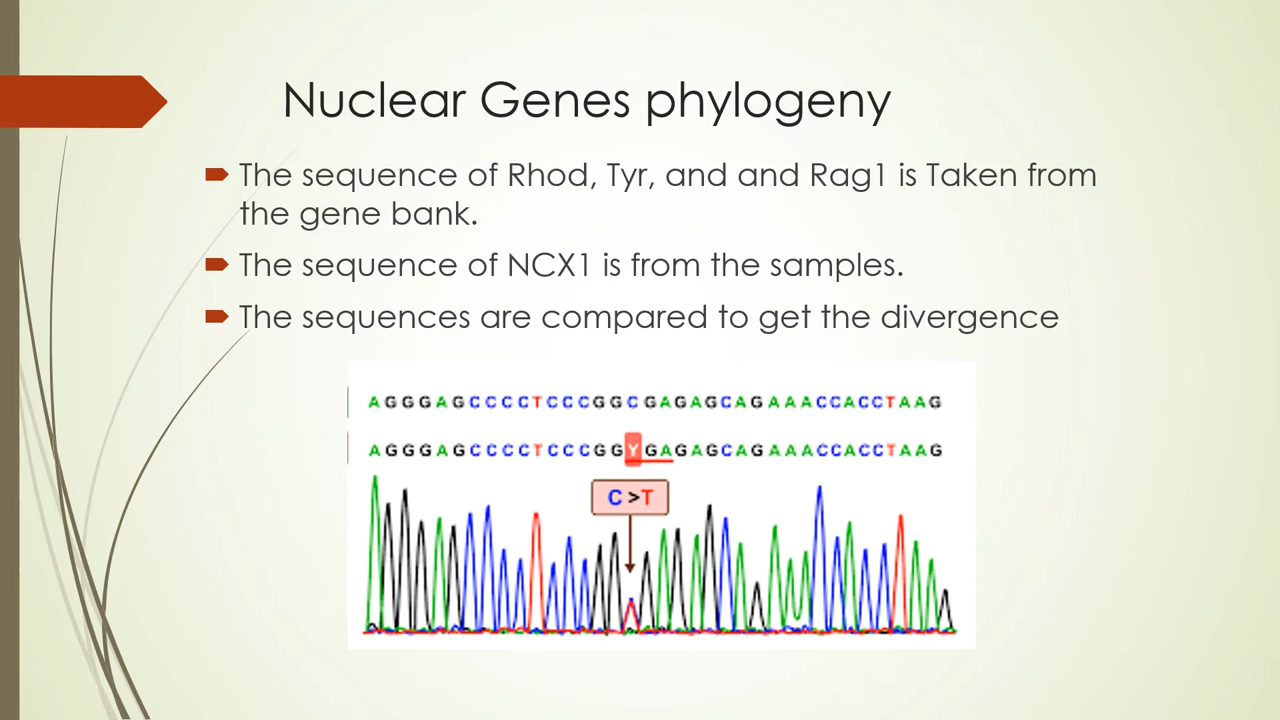 Nuclear Genes phylogeny
The sequence of Rhod, Tyr, and and Rag1 is Taken from
the gene bank.
The sequence of NCX1 is from the samples.
The sequences are compared to get the divergence
AGGGAGCCCCTCCCGGCGAGAGCAGAAACCACCTAAG
AGGGAGCCCCTCCCGGYGAGAGCAGAAACCACCTAAG
C>T